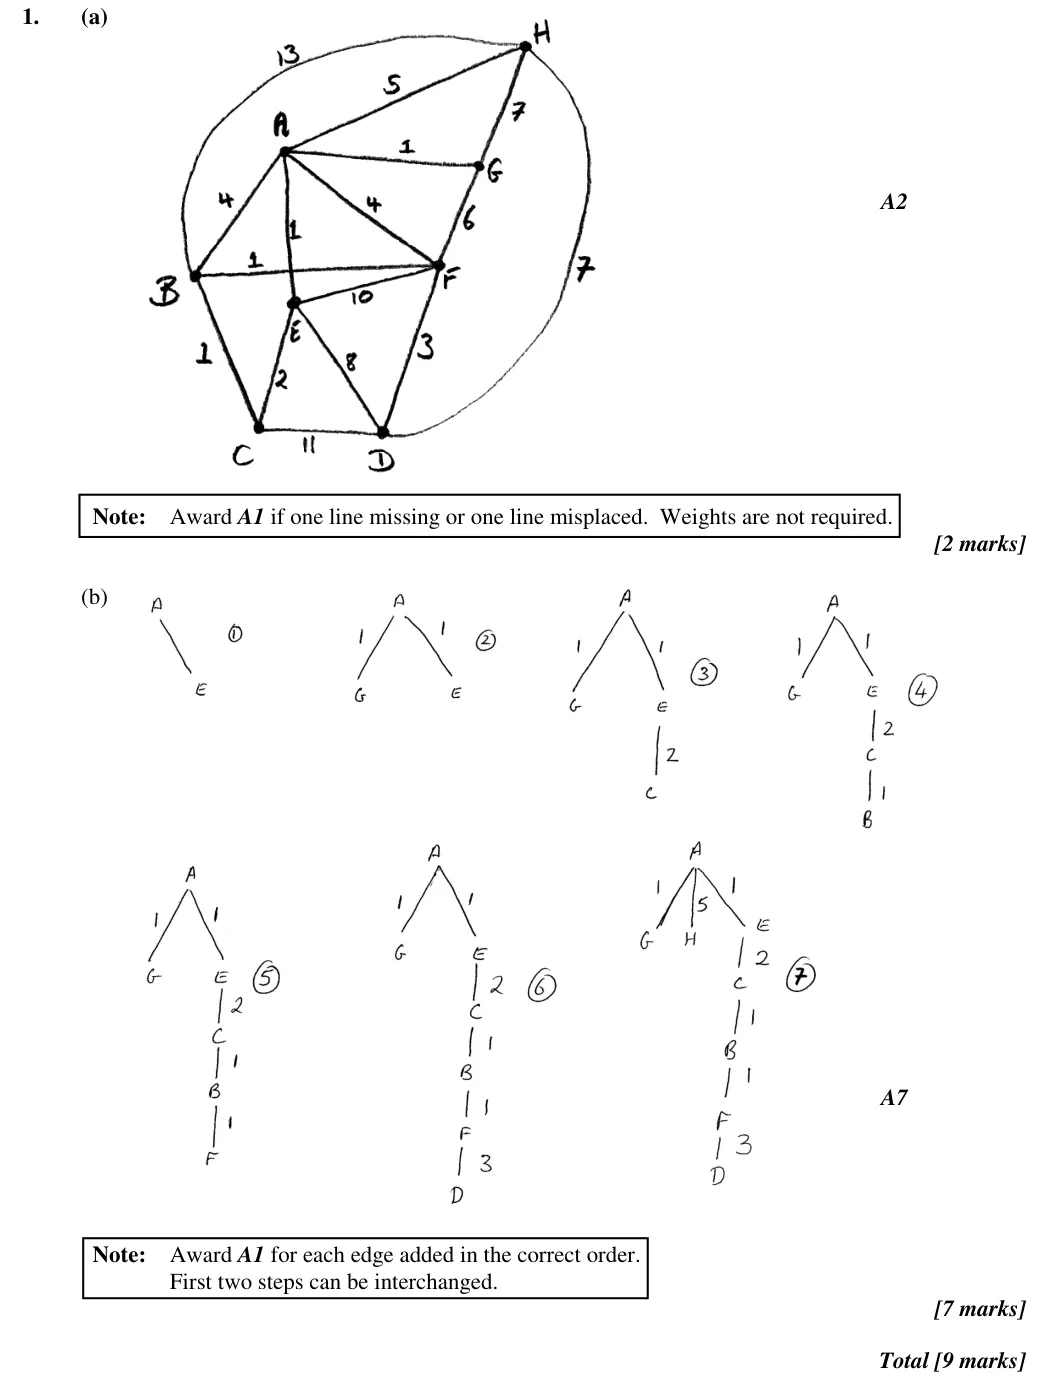 1. (a)
H
13
5
7
A
1
G
A2
4
4
6
1
1
7
B
F
10
E
1
3
8
2
C
11
D
Note: Award A1 if one line missing or one line misplaced. Weights are not required.
[2 marks]
(b)
A
E
1
A
1 1
G E
2
A
1 1
G E
2
C
3
A
1 1
G E
2
C
1
B
4
A
1 1
G E
2
C
1
B
1
F
5
A
1 1
G E
2
C
1
B
1
F
3
D
6
A
1 5 1
G H E
2
C
1
B
1
F
3
D
7
A7
Note: Award A1 for each edge added in the correct order.
First two steps can be interchanged.
[7 marks]
Total [9 marks]